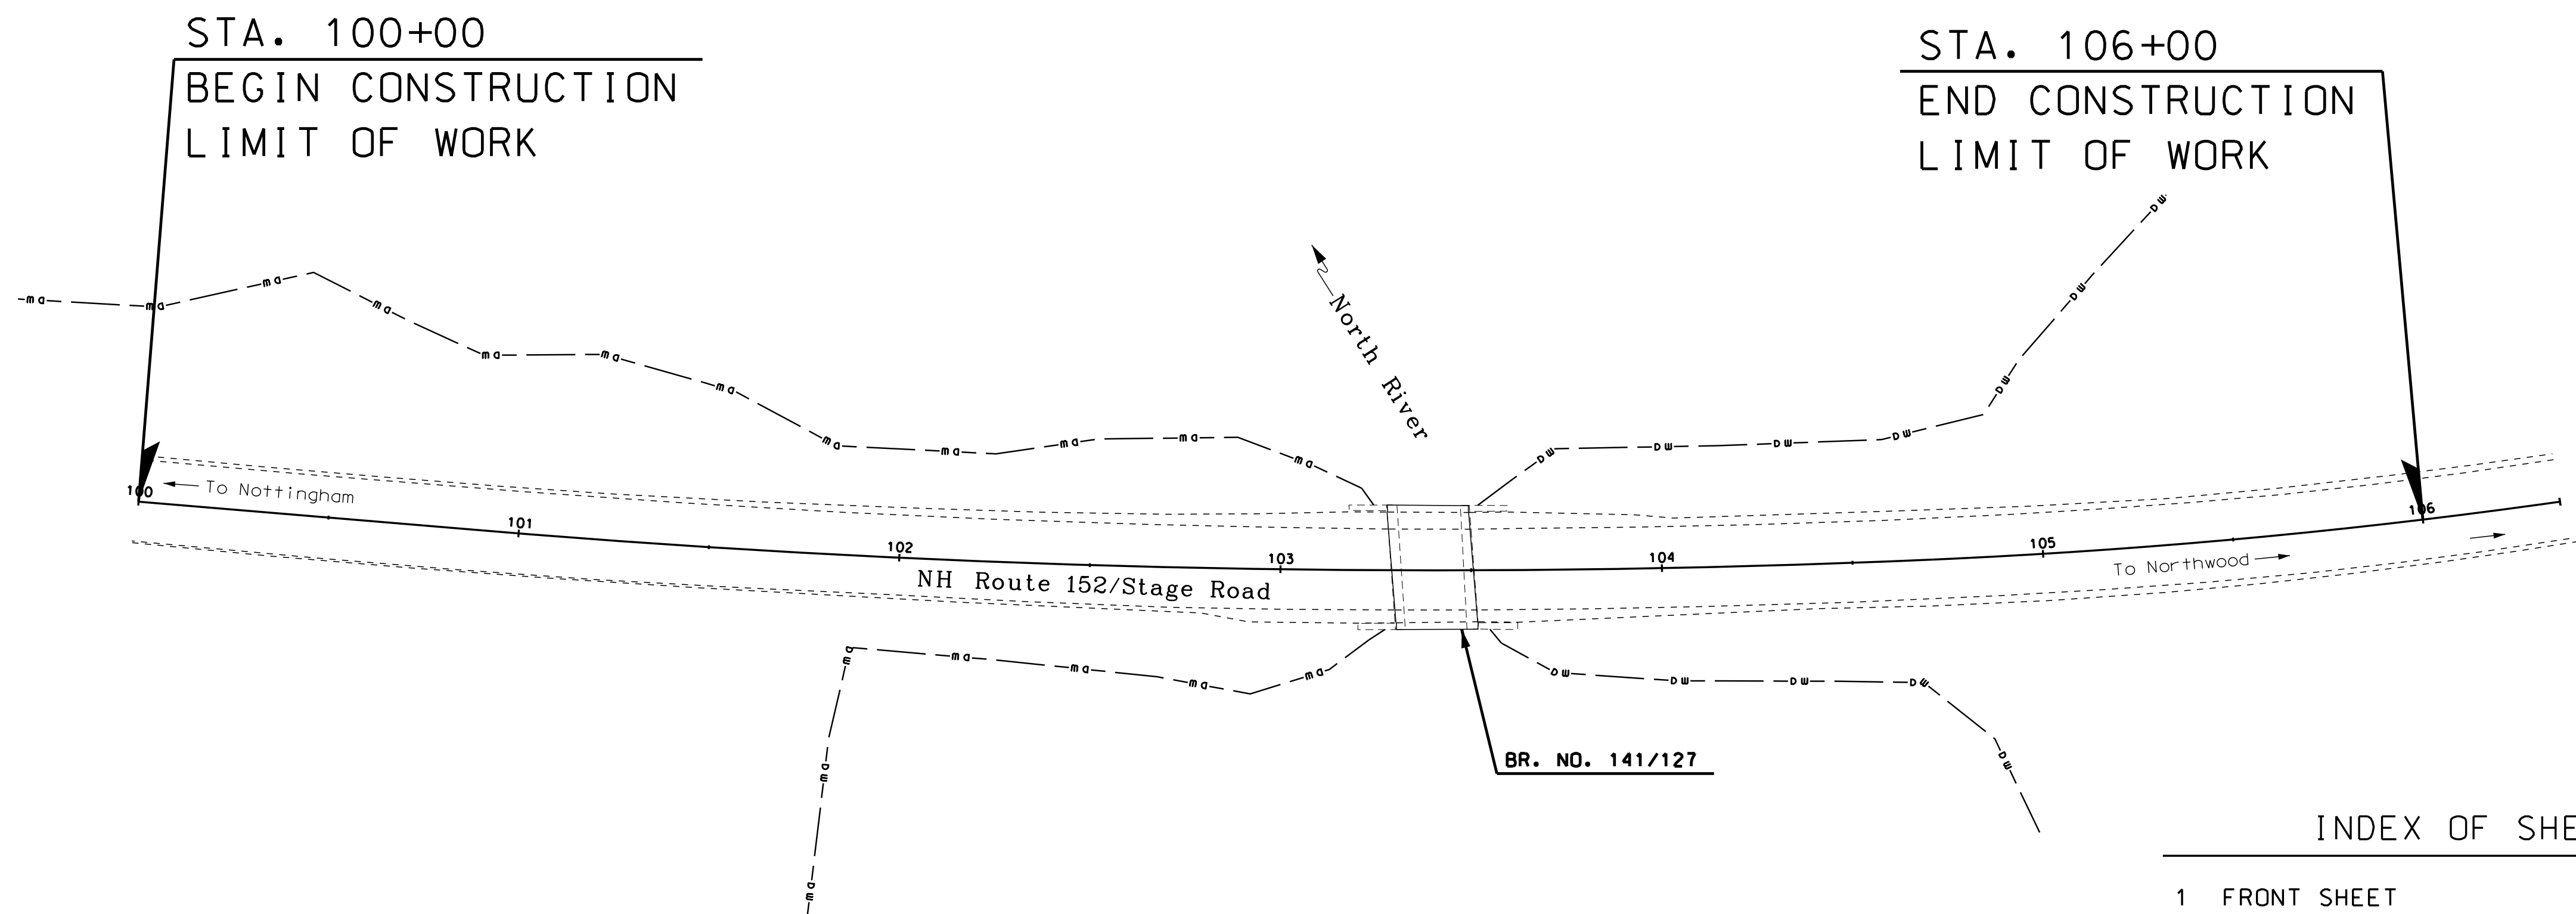 STA. 100+00
BEGIN CONSTRUCTION
LIMIT OF WORK
STA. 106+00
END CONSTRUCTION
LIMIT OF WORK
North River
100
To Nottingham
101
102
103
104
105
106
NH Route 152/Stage Road
To Northwood
BR. NO. 141/127
INDEX OF SHE
1 FRONT SHEET